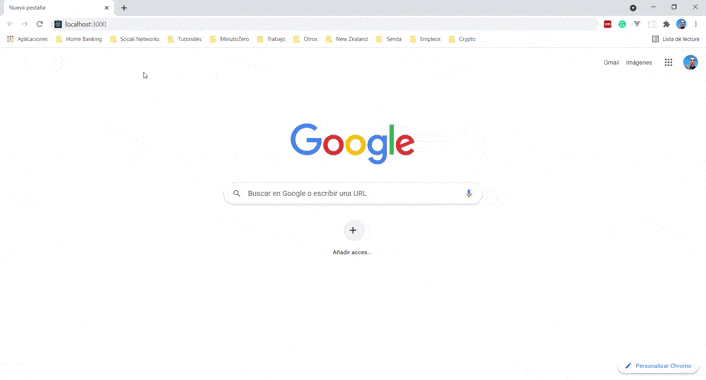 Nueva pestaña
localhost:3000
Aplicaciones Home Banking Social Networks Tutoriales MinutoZero Trabajo Otros New Zealand Senda Empleos Crypto Lista de lectura
Gmail Imágenes
Google
Buscar en Google o escribir una URL
Añadir acces...
Personalizar Chrome